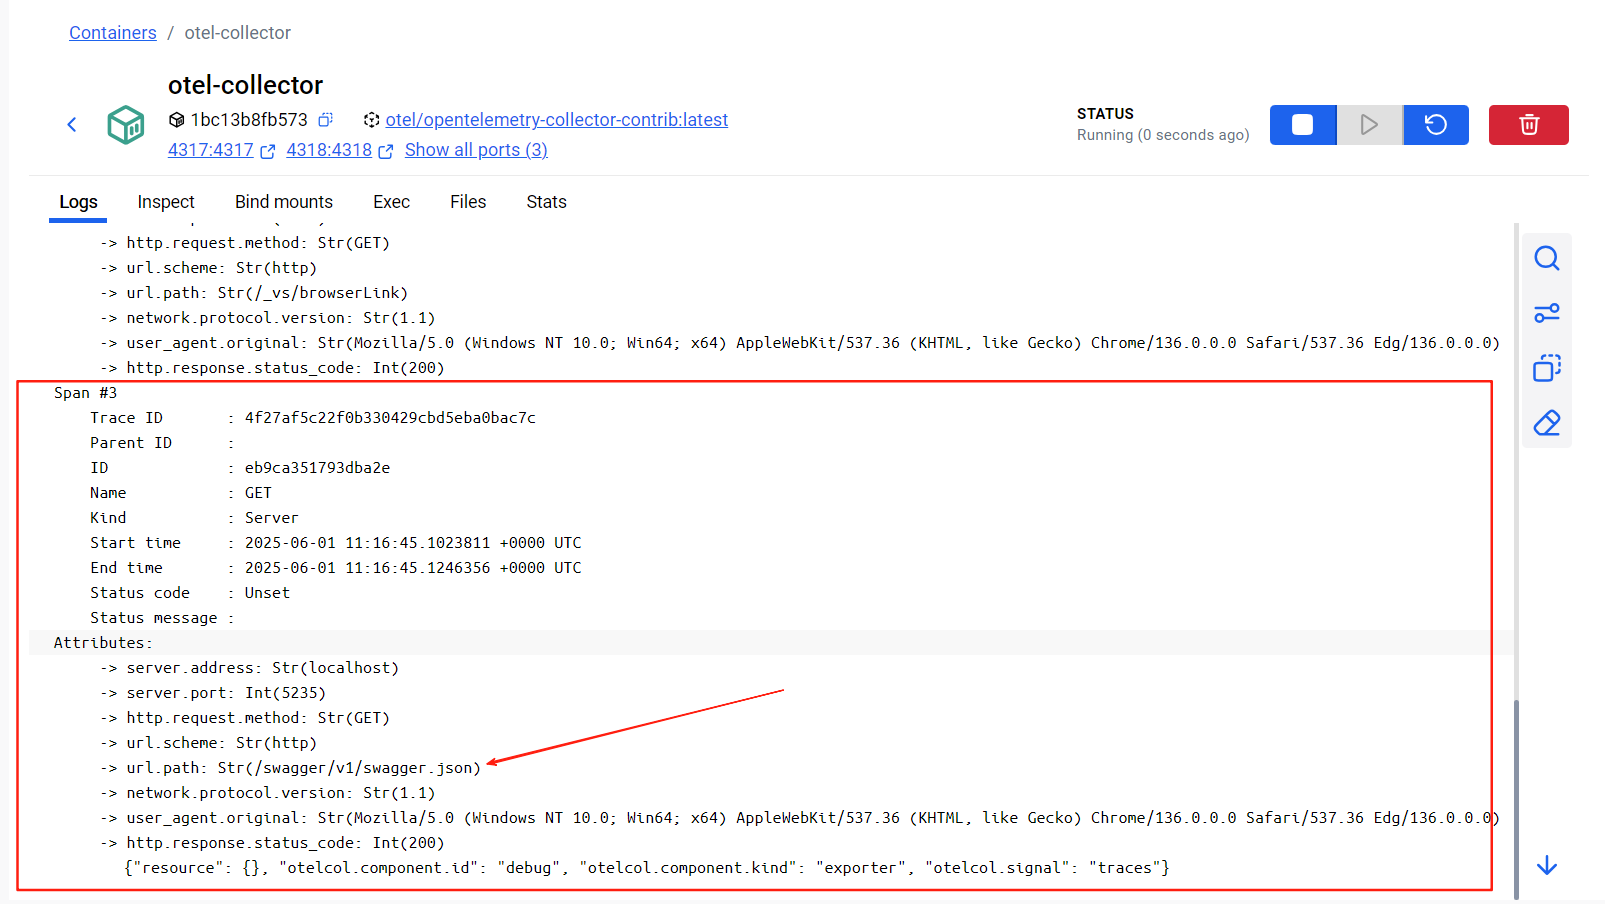 Containers / otel-collector
otel-collector
1bc13b8fb573 otel/opentelemetry-collector-contrib:latest
4317:4317 4318:4318 Show all ports (3)
STATUS
Running (0 seconds ago)
Logs Inspect Bind mounts Exec Files Stats
-> http.request.method: Str(GET)
-> url.scheme: Str(http)
-> url.path: Str(/_vs/browserLink)
-> network.protocol.version: Str(1.1)
-> user_agent.original: Str(Mozilla/5.0 (Windows NT 10.0; Win64; x64) AppleWebKit/537.36 (KHTML, like Gecko) Chrome/136.0.0.0 Safari/537.36 Edg/136.0.0.0)
-> http.response.status_code: Int(200)
Span #3
Trace ID : 4f27af5c22f0b330429cbd5eba0bac7c
Parent ID :
ID : eb9ca351793dba2e
Name : GET
Kind : Server
Start time : 2025-06-01 11:16:45.1023811 +0000 UTC
End time : 2025-06-01 11:16:45.1246356 +0000 UTC
Status code : Unset
Status message :
Attributes:
-> server.address: Str(localhost)
-> server.port: Int(5235)
-> http.request.method: Str(GET)
-> url.scheme: Str(http)
-> url.path: Str(/swagger/v1/swagger.json)
-> network.protocol.version: Str(1.1)
-> user_agent.original: Str(Mozilla/5.0 (Windows NT 10.0; Win64; x64) AppleWebKit/537.36 (KHTML, like Gecko) Chrome/136.0.0.0 Safari/537.36 Edg/136.0.0.0)
-> http.response.status_code: Int(200)
{"resource": {}, "otelcol.component.id": "debug", "otelcol.component.kind": "exporter", "otelcol.signal": "traces"}